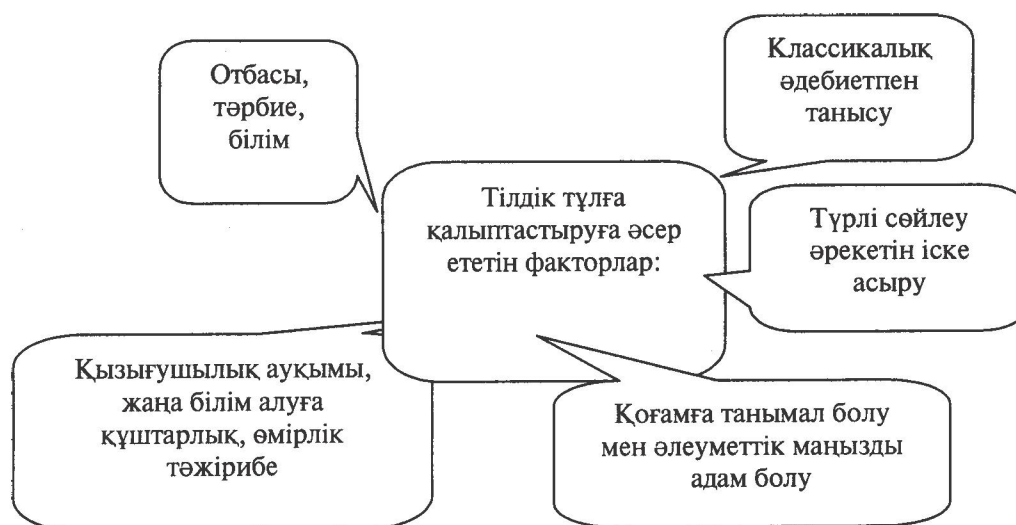 Отбасы,
тәрбие,
білім
Классикалық
әдебиетпен
танысу
Тілдік тұлға
қалыптастыруға әсер
ететін факторлар:
Түрлі сөйлеу
әрекетін іске
асыру
Қызығушылық ауқымы,
жаңа білім алуға
құштарлық, өмірлік
тәжірибе
Қоғамға танымал болу
мен әлеуметтік маңызды
адам болу